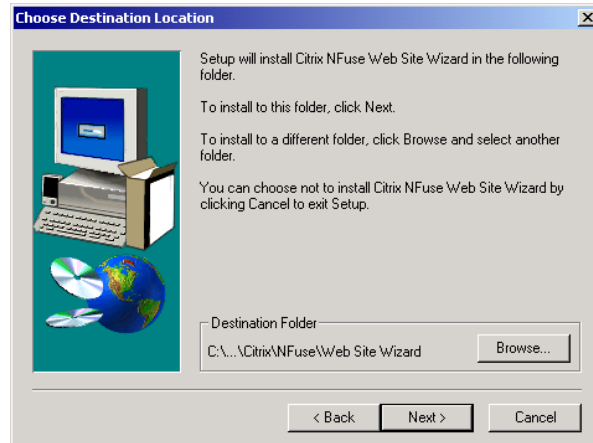 Choose Destination Location
Setup will install Citrix NFuse Web Site Wizard in the following
folder.
To install to this folder, click Next.
To install to a different folder, click Browse and select another
folder.
You can choose not to install Citrix NFuse Web Site Wizard by
clicking Cancel to exit Setup.
Destination Folder
C:\...\Citrix\NFuse\Web Site Wizard
Browse...
< Back
Next >
Cancel